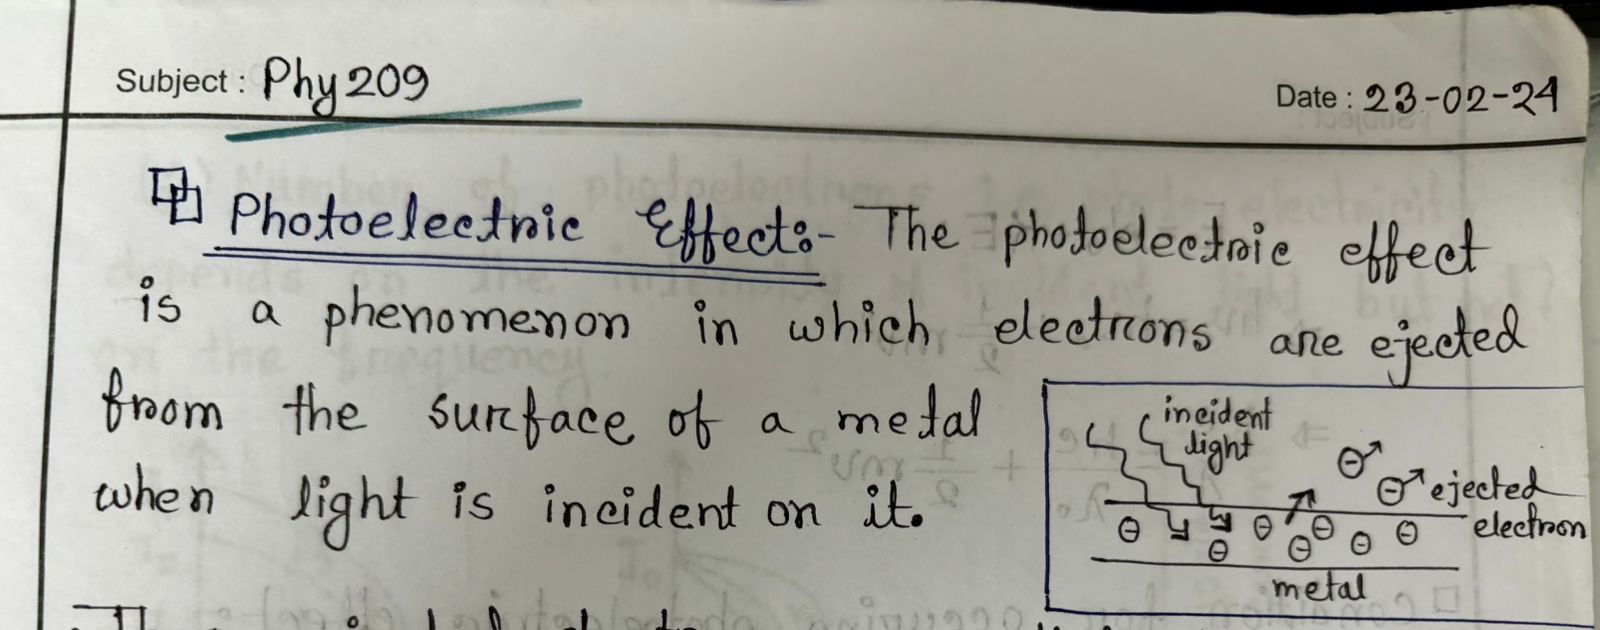 Subject : Phy 209
Date : 23-02-24
Photoelectric Effect:- The photoelectric effect
is a phenomenon in which electrons are ejected
from the surface of a metal
when light is incident on it.
incident
light
ejected
electron
metal